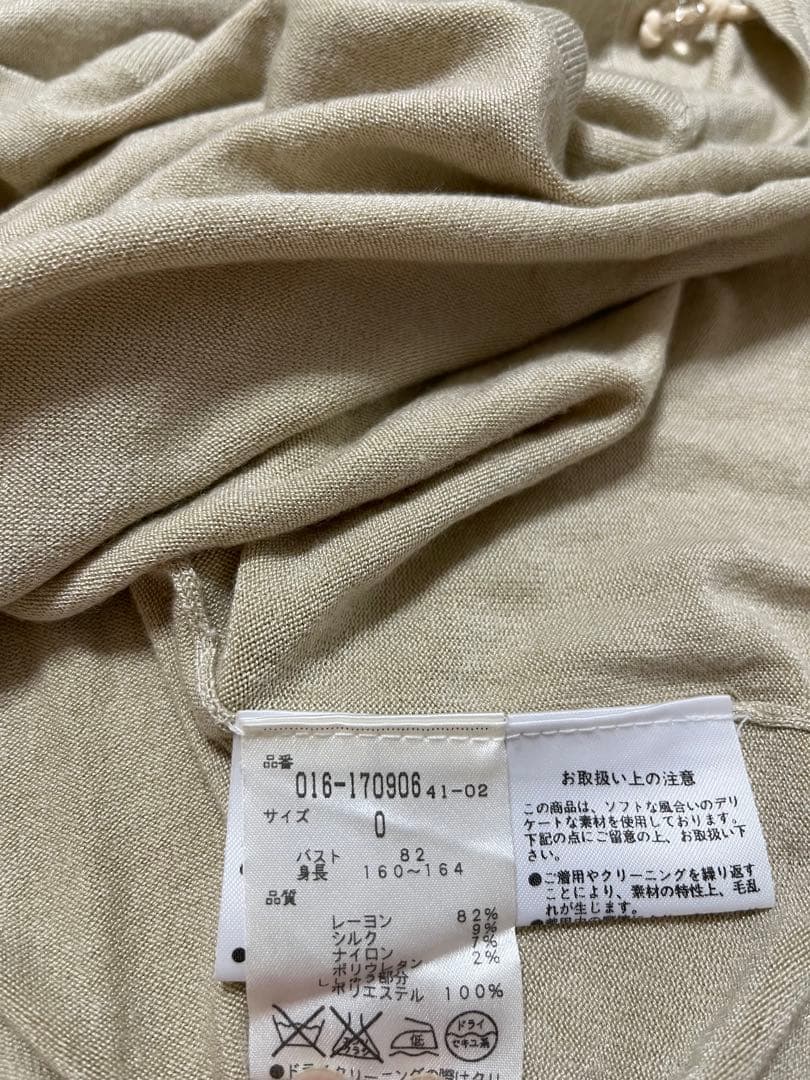 品番
016-170906 41-02
サイズ
0
バスト 82
身長 160〜164
品質
レーヨン 82%
シルク 9%
ナイロン 7%
ポリウレタン 2%
部分
ポリエステル 100%
低
ドライ
セキユ系
お取扱い上の注意
この商品は、ソフトな風合いのデリ
ケートな素材を使用しております。
下記の点にご留意の上、お取扱い下
さい。
●ご着用やクリーニングを繰り返す
ことにより、素材の特性上、毛乱
れが生じます。